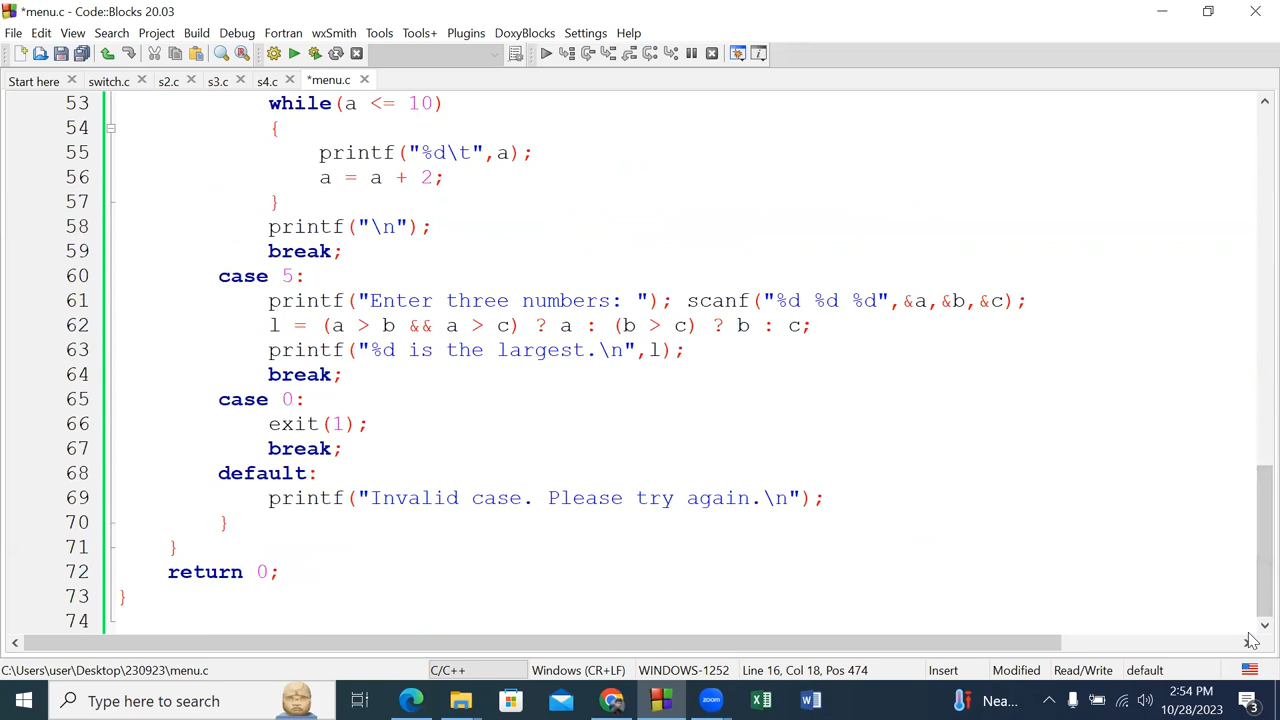 *menu.c - Code::Blocks 20.03
File Edit View Search Project Build Debug Fortran wxSmith Tools Tools+ Plugins DoxyBlocks Settings Help
Start here switch.c s2.c s3.c s4.c *menu.c
53 while(a <= 10)
54 {
55 printf("%d\t",a);
56 a = a + 2;
57 }
58 printf("\n");
59 break;
60 case 5:
61 printf("Enter three numbers: "); scanf("%d %d %d",&a,&b,&c);
62 l = (a > b && a > c) ? a : (b > c) ? b : c;
63 printf("%d is the largest.\n",l);
64 break;
65 case 0:
66 exit(1);
67 break;
68 default:
69 printf("Invalid case. Please try again.\n");
70 }
71 }
72 return 0;
73 }
74
C:\Users\user\Desktop\230923\menu.c C/C++ Windows (CR+LF) WINDOWS-1252 Line 16, Col 18, Pos 474 Insert Modified Read/Write default
Type here to search zoom Nea... 2:54 PM
10/28/2023 3